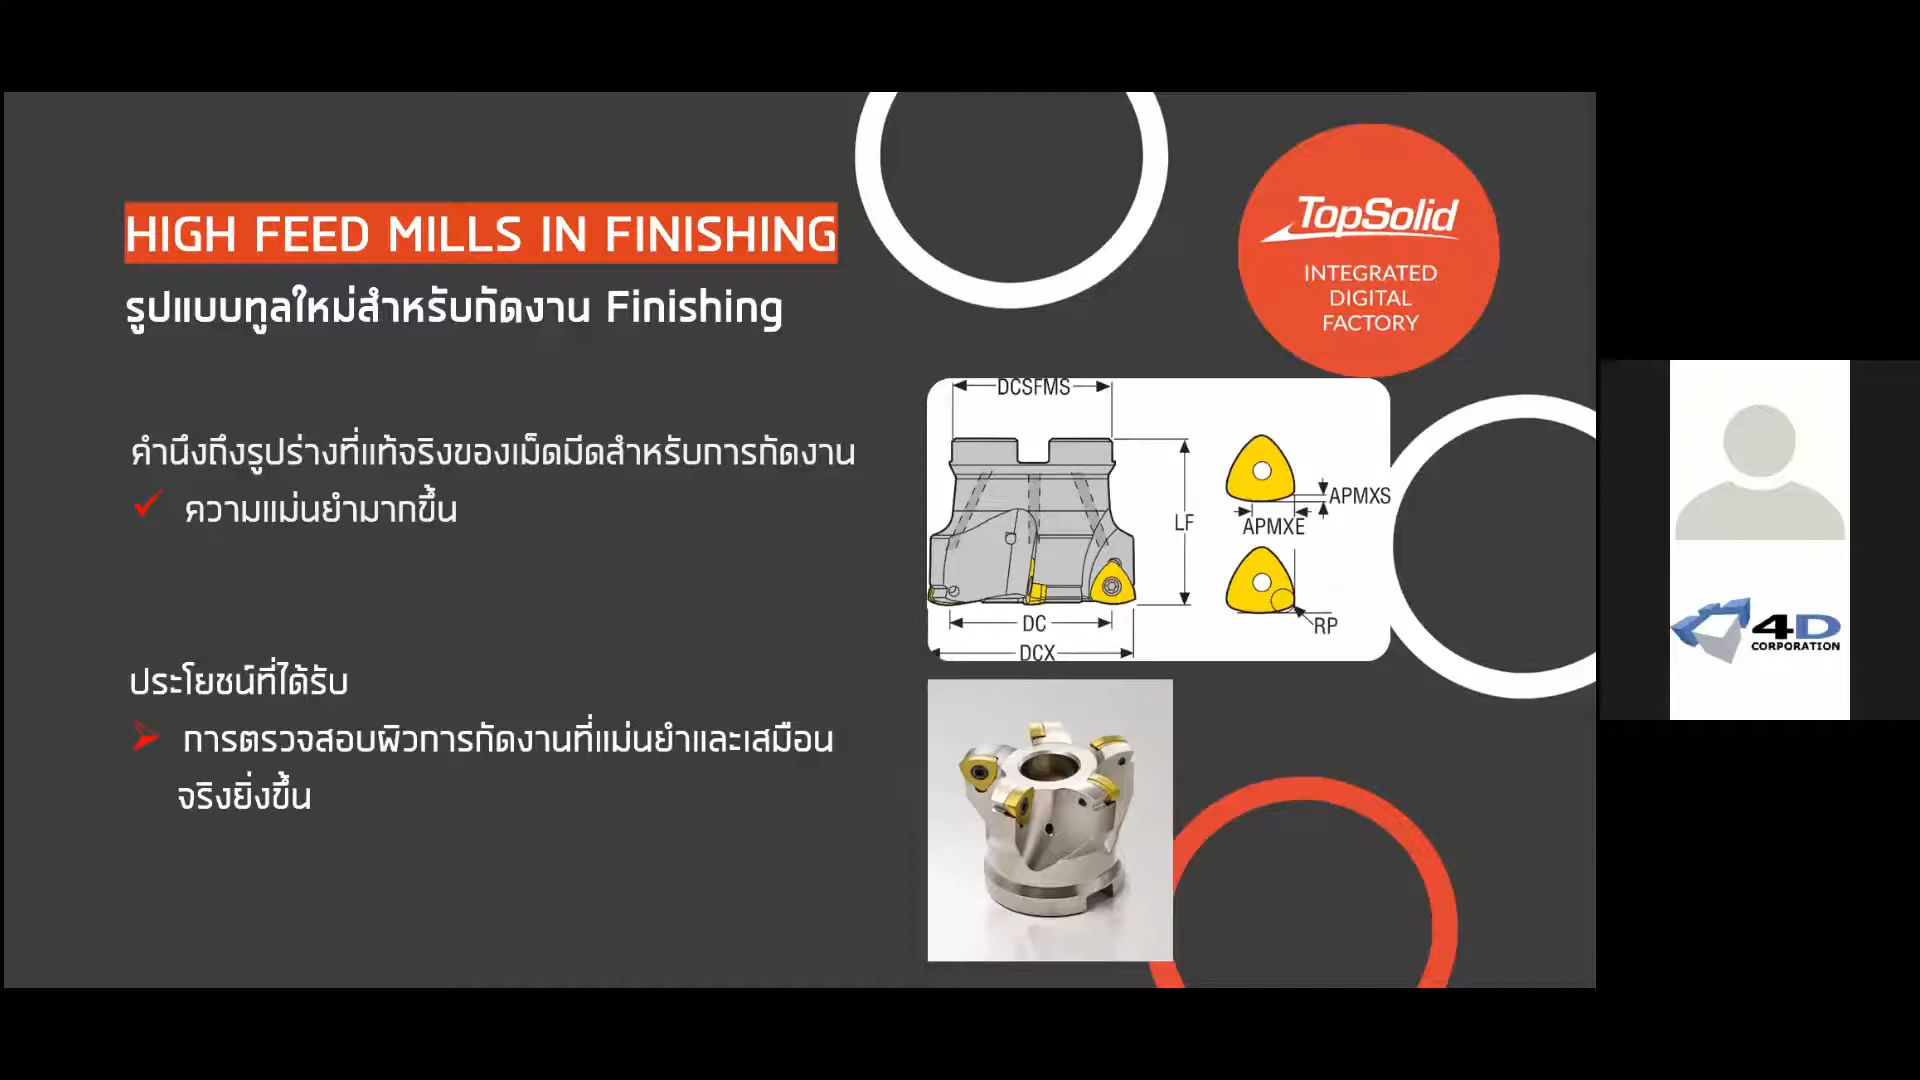 HIGH FEED MILLS IN FINISHING
รูปแบบทูลใหม่สำหรับกัดงาน Finishing
คำนึงถึงรูปร่างที่แท้จริงของเม็ดมีดสำหรับการกัดงาน
ความแม่นยำมากขึ้น
ประโยชน์ที่ได้รับ
การตรวจสอบผิวการกัดงานที่แม่นยำและเสมือน
จริงยิ่งขึ้น
TopSolid
INTEGRATED
DIGITAL
FACTORY
DCSFMS
LF
DC
DCX
APMXS
APMXE
RP
4D
CORPORATION